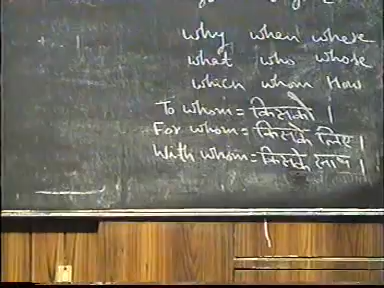 why when where
what who whose
which whom How
To whom = किसको |
For whom = किसके लिए |
With whom = किसके साथ |